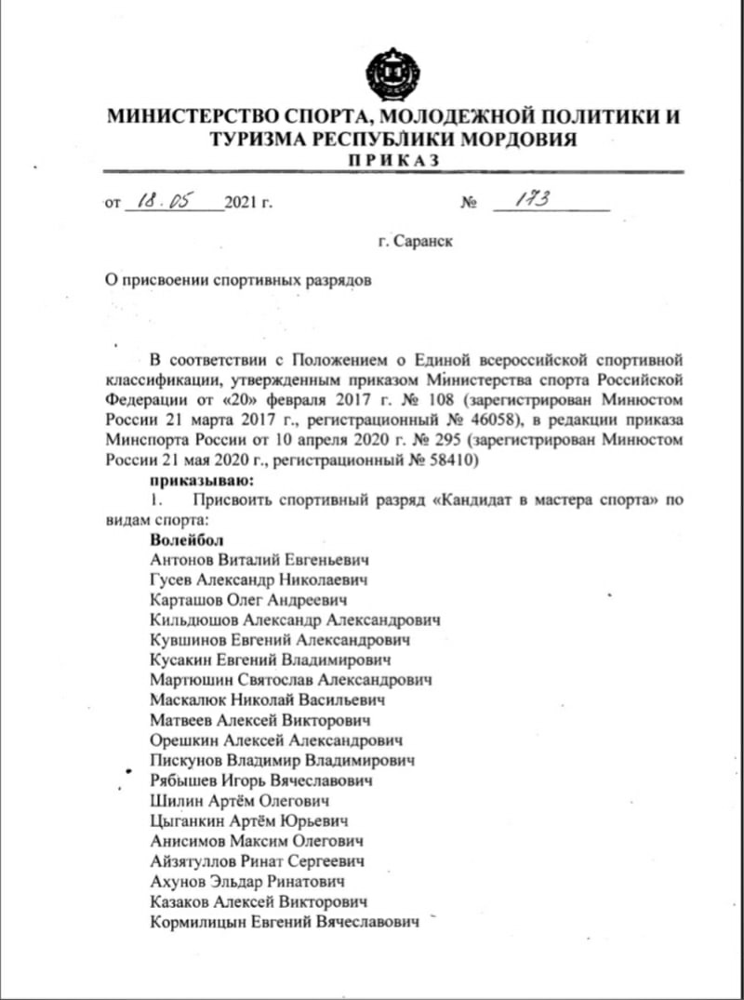 МИНИСТЕРСТВО СПОРТА, МОЛОДЕЖНОЙ ПОЛИТИКИ И
ТУРИЗМА РЕСПУБЛИКИ МОРДОВИЯ
ПРИКАЗ
от 18.05 2021 г. № 173
г. Саранск
О присвоении спортивных разрядов
В соответствии с Положением о Единой всероссийской спортивной
классификации, утвержденным приказом Министерства спорта Российской
Федерации от «20» февраля 2017 г. № 108 (зарегистрирован Минюстом
России 21 марта 2017 г., регистрационный № 46058), в редакции приказа
Минспорта России от 10 апреля 2020 г. № 295 (зарегистрирован Минюстом
России 21 мая 2020 г., регистрационный № 58410)
приказываю:
1. Присвоить спортивный разряд «Кандидат в мастера спорта» по
видам спорта:
Волейбол
Антонов Виталий Евгеньевич
Гусев Александр Николаевич
Карташов Олег Андреевич
Кильдюшов Александр Александрович
Кувшинов Евгений Александрович
Кусакин Евгений Владимирович
Мартюшин Святослав Александрович
Маскалюк Николай Васильевич
Матвеев Алексей Викторович
Орешкин Алексей Александрович
Пискунов Владимир Владимирович
Рябышев Игорь Вячеславович
Шилин Артём Олегович
Цыганкин Артём Юрьевич
Анисимов Максим Олегович
Айзятуллов Ринат Сергеевич
Ахунов Эльдар Ринатович
Казаков Алексей Викторович
Кормилицын Евгений Вячеславович